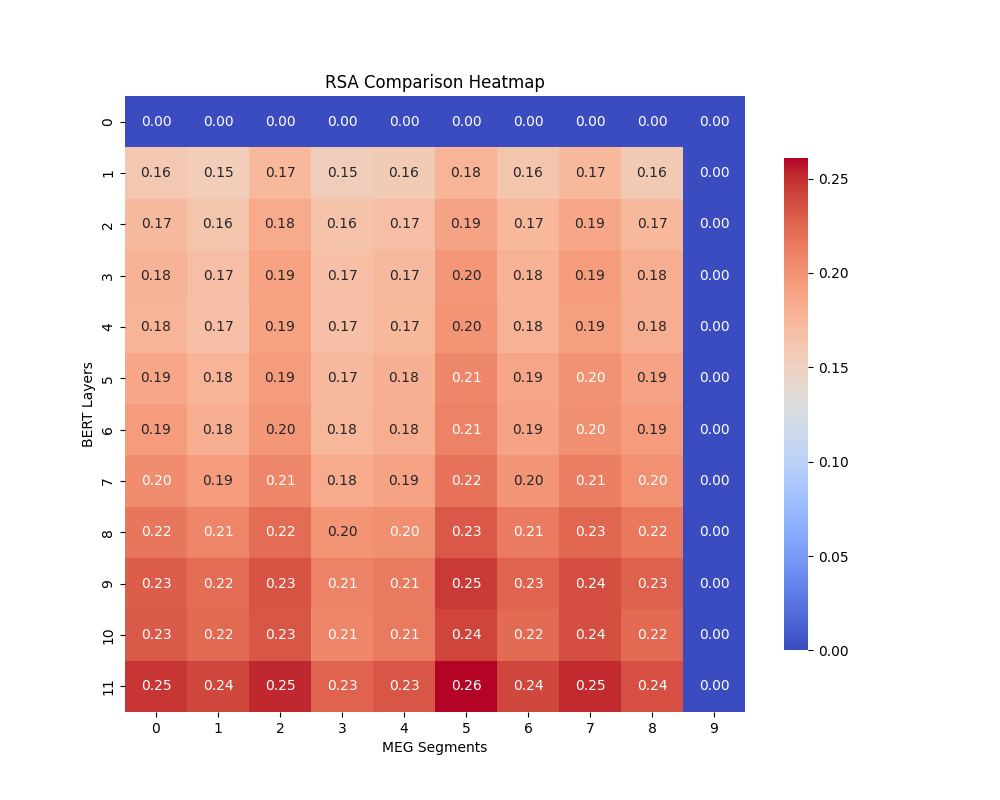 RSA Comparison Heatmap
0 0.00 0.00 0.00 0.00 0.00 0.00 0.00 0.00 0.00 0.00
1 0.16 0.15 0.17 0.15 0.16 0.18 0.16 0.17 0.16 0.00
2 0.17 0.16 0.18 0.16 0.17 0.19 0.17 0.19 0.17 0.00
3 0.18 0.17 0.19 0.17 0.17 0.20 0.18 0.19 0.18 0.00
4 0.18 0.17 0.19 0.17 0.17 0.20 0.18 0.19 0.18 0.00
5 0.19 0.18 0.19 0.17 0.18 0.21 0.19 0.20 0.19 0.00
6 0.19 0.18 0.20 0.18 0.18 0.21 0.19 0.20 0.19 0.00
7 0.20 0.19 0.21 0.18 0.19 0.22 0.20 0.21 0.20 0.00
8 0.22 0.21 0.22 0.20 0.20 0.23 0.21 0.23 0.22 0.00
9 0.23 0.22 0.23 0.21 0.21 0.25 0.23 0.24 0.23 0.00
10 0.23 0.22 0.23 0.21 0.21 0.24 0.22 0.24 0.22 0.00
11 0.25 0.24 0.25 0.23 0.23 0.26 0.24 0.25 0.24 0.00
0 1 2 3 4 5 6 7 8 9
MEG Segments
BERT Layers
0.25
0.20
0.15
0.10
0.05
0.00